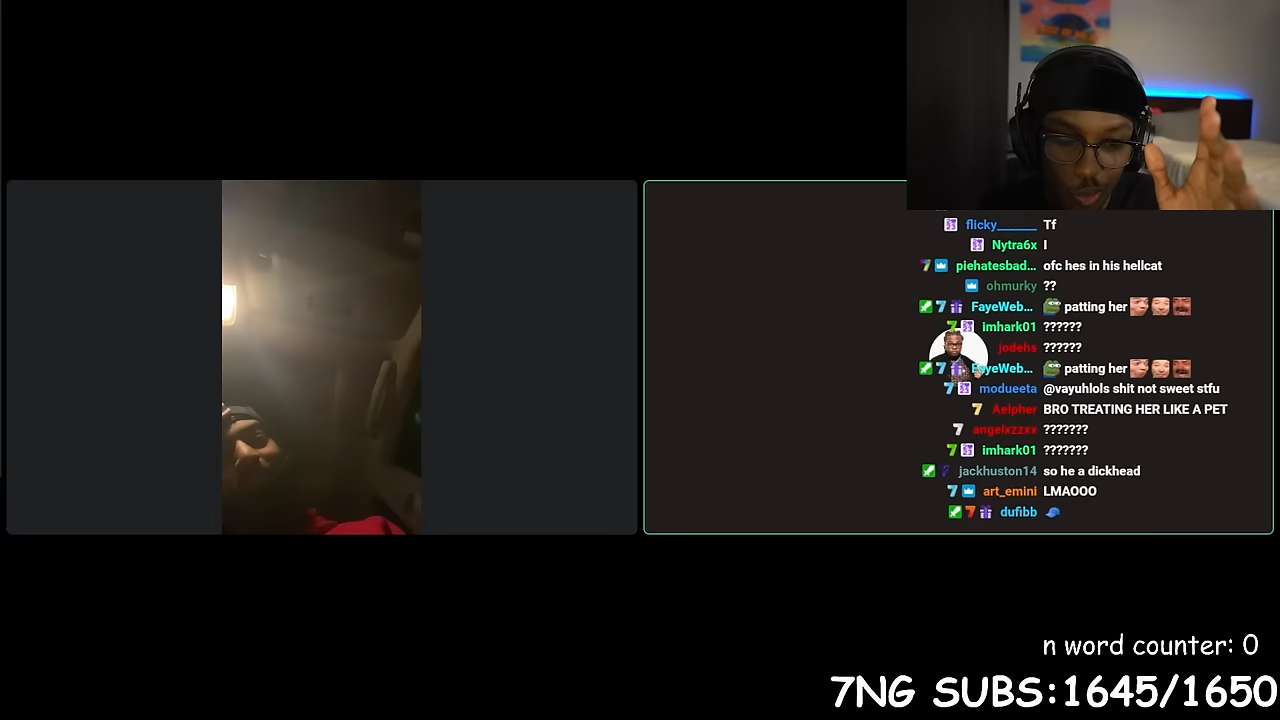 flicky______ Tf
Nytra6x I
piehatesbad... ofc hes in his hellcat
ohmurky ??
FayeWeb... patting her
imhark01 ??????
jodehs ??????
FayeWeb... patting her
modueeta @vayuhlols shit not sweet stfu
Aelpher BRO TREATING HER LIKE A PET
angelxzzxx ???????
imhark01 ???????
jackhuston14 so he a dickhead
art_emini LMAOOO
dufibb
n word counter: 0
7NG SUBS:1645/1650